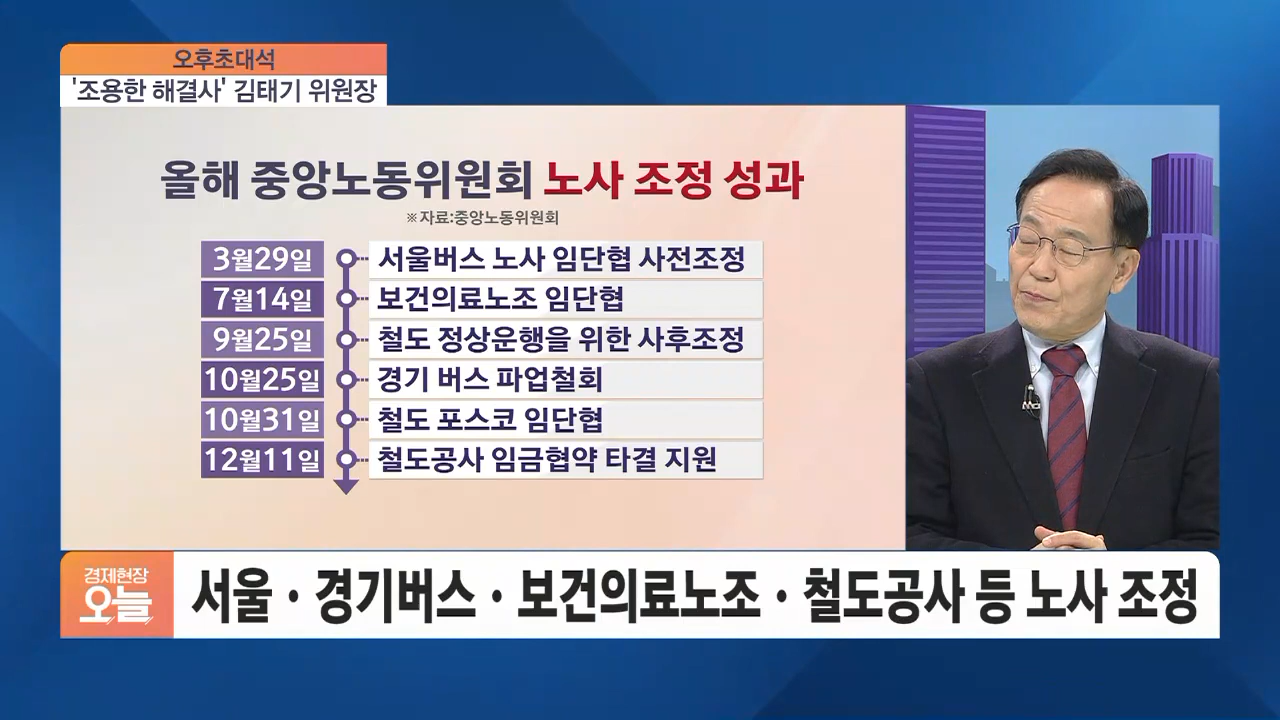 오후초대석
'조용한 해결사' 김태기 위원장
올해 중앙노동위원회 노사 조정 성과
※ 자료:중앙노동위원회
3월29일 서울버스 노사 임단협 사전조정
7월14일 보건의료노조 임단협
9월25일 철도 정상운행을 위한 사후조정
10월25일 경기 버스 파업철회
10월31일 철도 포스코 임단협
12월11일 철도공사 임금협약 타결 지원
경제현장
오늘
서울·경기버스·보건의료노조·철도공사 등 노사 조정